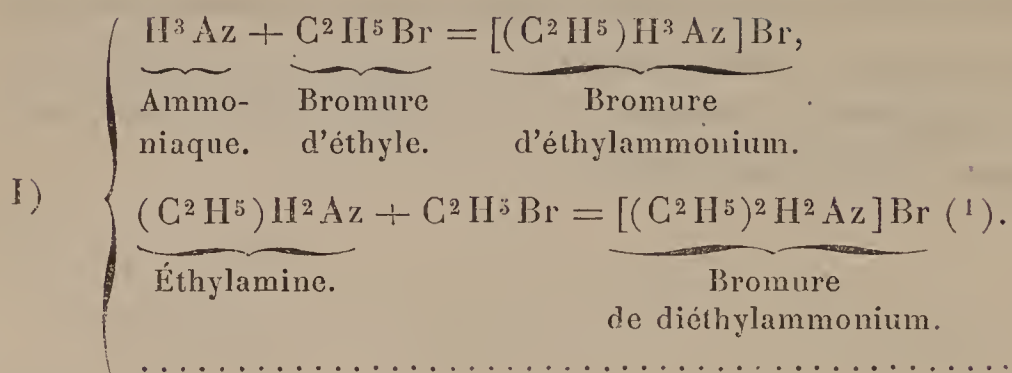 H³Az + C²H⁵Br = [(C²H⁵)H³Az]Br,
Ammo- Bromure Bromure
niaque. d'éthyle. d'éthylammonium.
I)
(C²H⁵)H²Az + C²H⁵Br = [(C²H⁵)²H²Az]Br (¹).
Éthylamine. Bromure
de diéthylammonium.